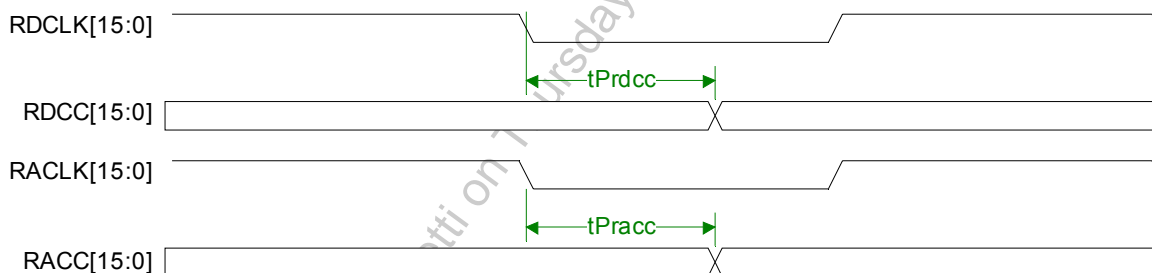 RDCLK[15:0]
tPrdcc
RDCC[15:0]
RACLK[15:0]
tPracc
RACC[15:0]